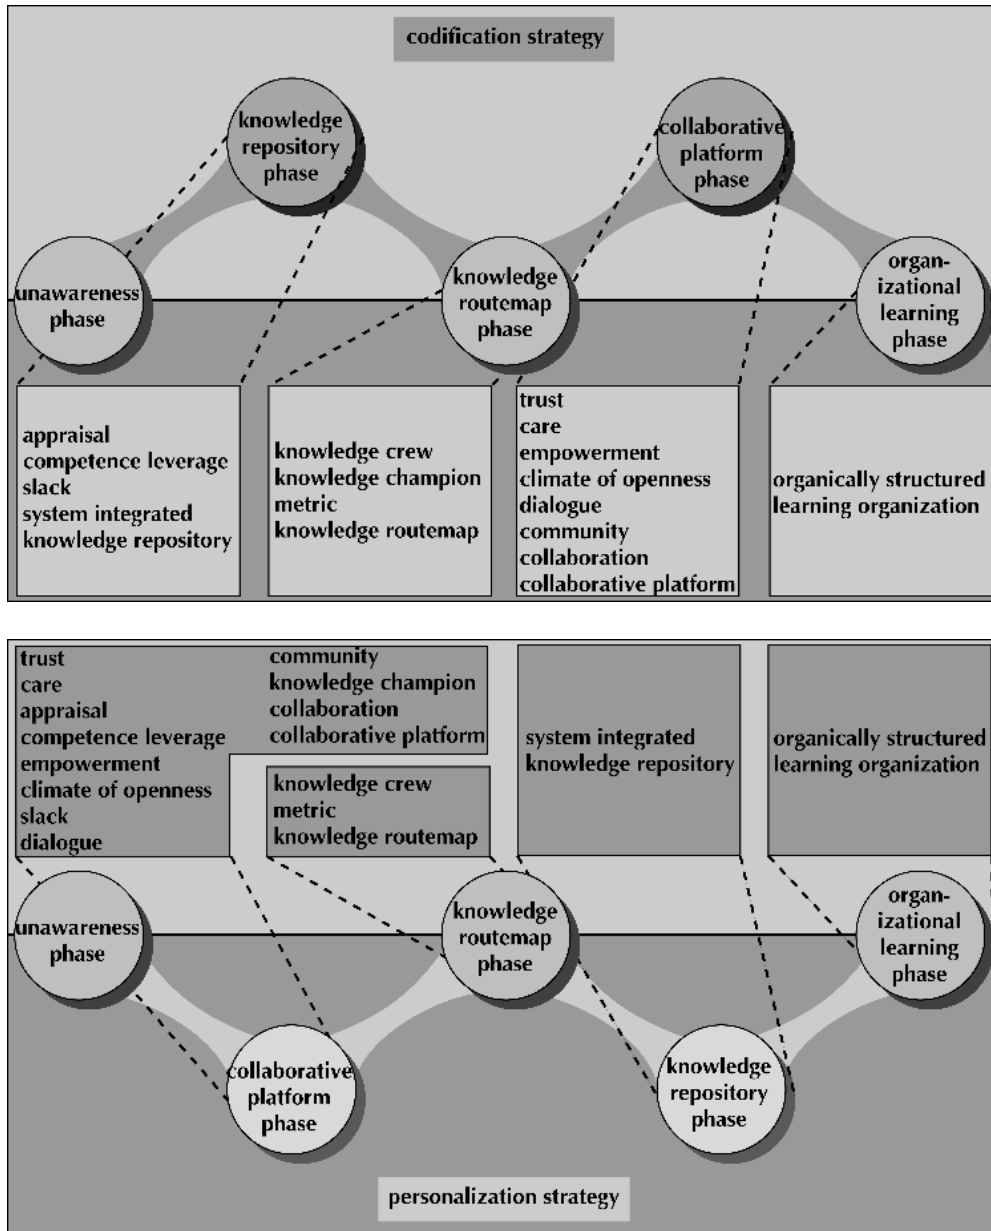 codification strategy
knowledge
repository
phase
collaborative
platform
phase
unawareness
phase
knowledge
routemap
phase
organ-
izational
learning
phase
appraisal
competence leverage
slack
system integrated
knowledge repository
knowledge crew
knowledge champion
metric
knowledge routemap
trust
care
empowerment
climate of openness
dialogue
community
collaboration
collaborative platform
organically structured
learning organization
trust
care
appraisal
competence leverage
empowerment
climate of openness
slack
dialogue
community
knowledge champion
collaboration
collaborative platform
knowledge crew
metric
knowledge routemap
system integrated
knowledge repository
organically structured
learning organization
unawareness
phase
knowledge
routemap
phase
organ-
izational
learning
phase
collaborative
platform
phase
knowledge
repository
phase
personalization strategy